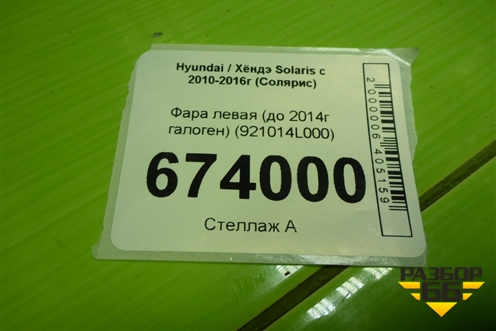 Hyundai / Хёндэ Solaris с
2010-2016г (Солярис)
Фара левая (до 2014г
галоген) (921014L000)
674000
Стеллаж А
2000006405159
РАЗБОР
66